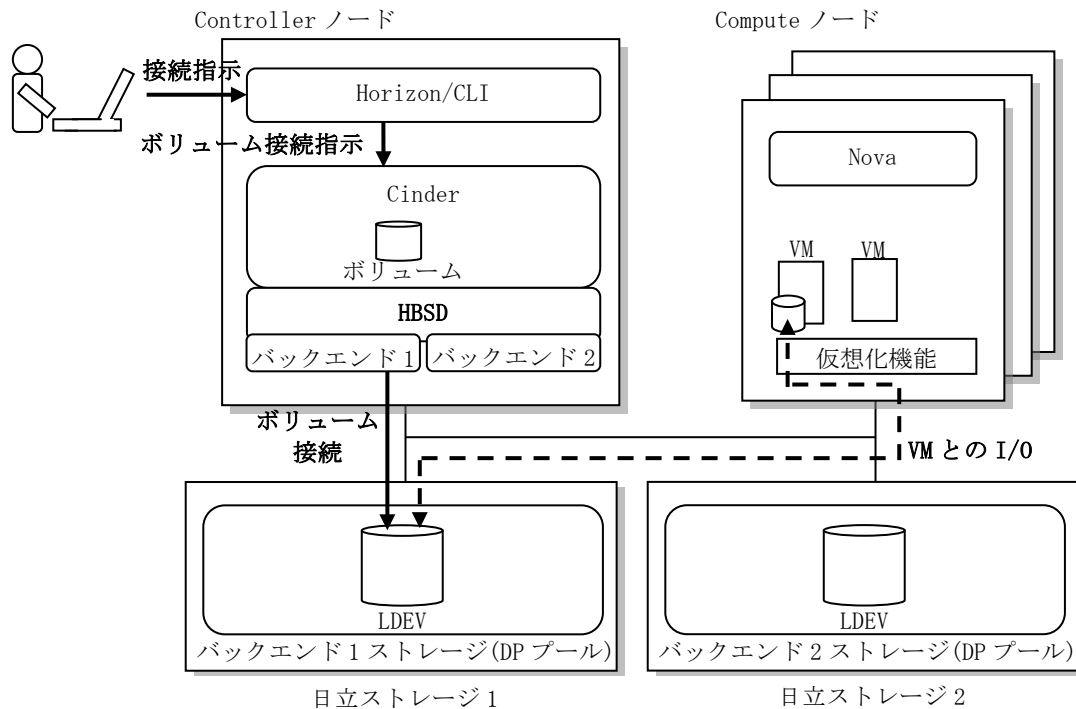 Controller ノード
Compute ノード
接続指示
Horizon/CLI
ボリューム接続指示
Cinder
ボリューム
HBSD
バックエンド 1
バックエンド 2
Nova
VM
VM
仮想化機能
ボリューム
接続
VM との I/O
LDEV
バックエンド 1 ストレージ(DP プール)
日立ストレージ 1
LDEV
バックエンド 2 ストレージ(DP プール)
日立ストレージ 2